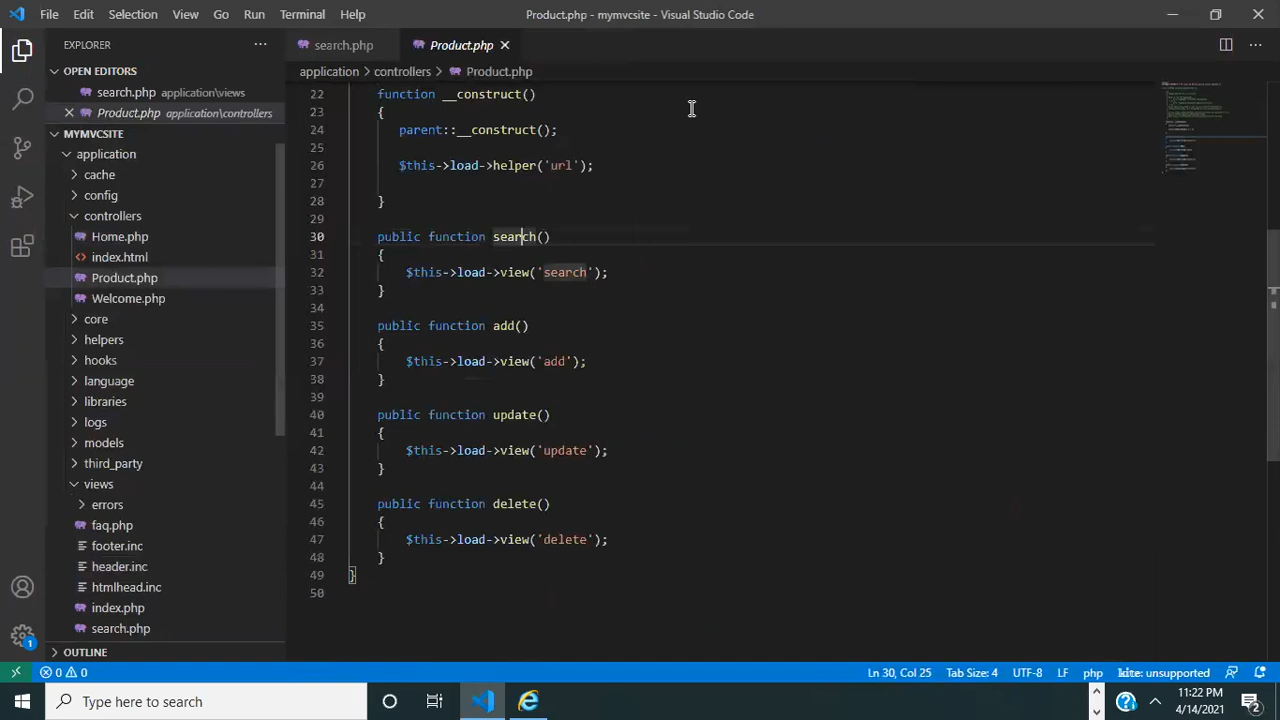 File Edit Selection View Go Run Terminal Help
Product.php - mymvcsite - Visual Studio Code
EXPLORER
OPEN EDITORS
search.php application\views
Product.php application\controllers
MYMVCSITE
application
cache
config
controllers
Home.php
index.html
Product.php
Welcome.php
core
helpers
hooks
language
libraries
logs
models
third_party
views
errors
faq.php
footer.inc
header.inc
htmlhead.inc
index.php
search.php
OUTLINE
search.php Product.php
application controllers Product.php
22 function __construct()
23 {
24 parent::__construct();
25
26 $this->load->helper('url');
27
28 }
29
30 public function search()
31 {
32 $this->load->view('search');
33 }
34
35 public function add()
36 {
37 $this->load->view('add');
38 }
39
40 public function update()
41 {
42 $this->load->view('update');
43 }
44
45 public function delete()
46 {
47 $this->load->view('delete');
48 }
49 }
50
1
0 0 Ln 30, Col 25 Tab Size: 4 UTF-8 LF php kite: unsupported
Type here to search
11:22 PM
4/14/2021
2